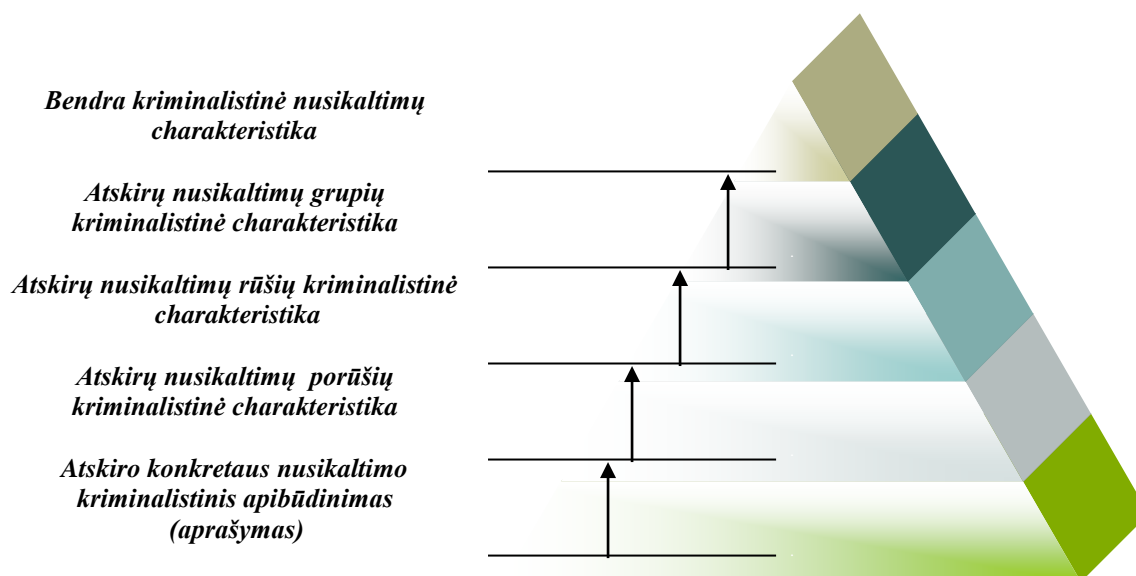 Bendra kriminalistinė nusikaltimų
charakteristika
Atskirų nusikaltimų grupių
kriminalistinė charakteristika
Atskirų nusikaltimų rūšių kriminalistinė
charakteristika
Atskirų nusikaltimų porūšių
kriminalistinė charakteristika
Atskiro konkretaus nusikaltimo
kriminalistinis apibūdinimas
(aprašymas)